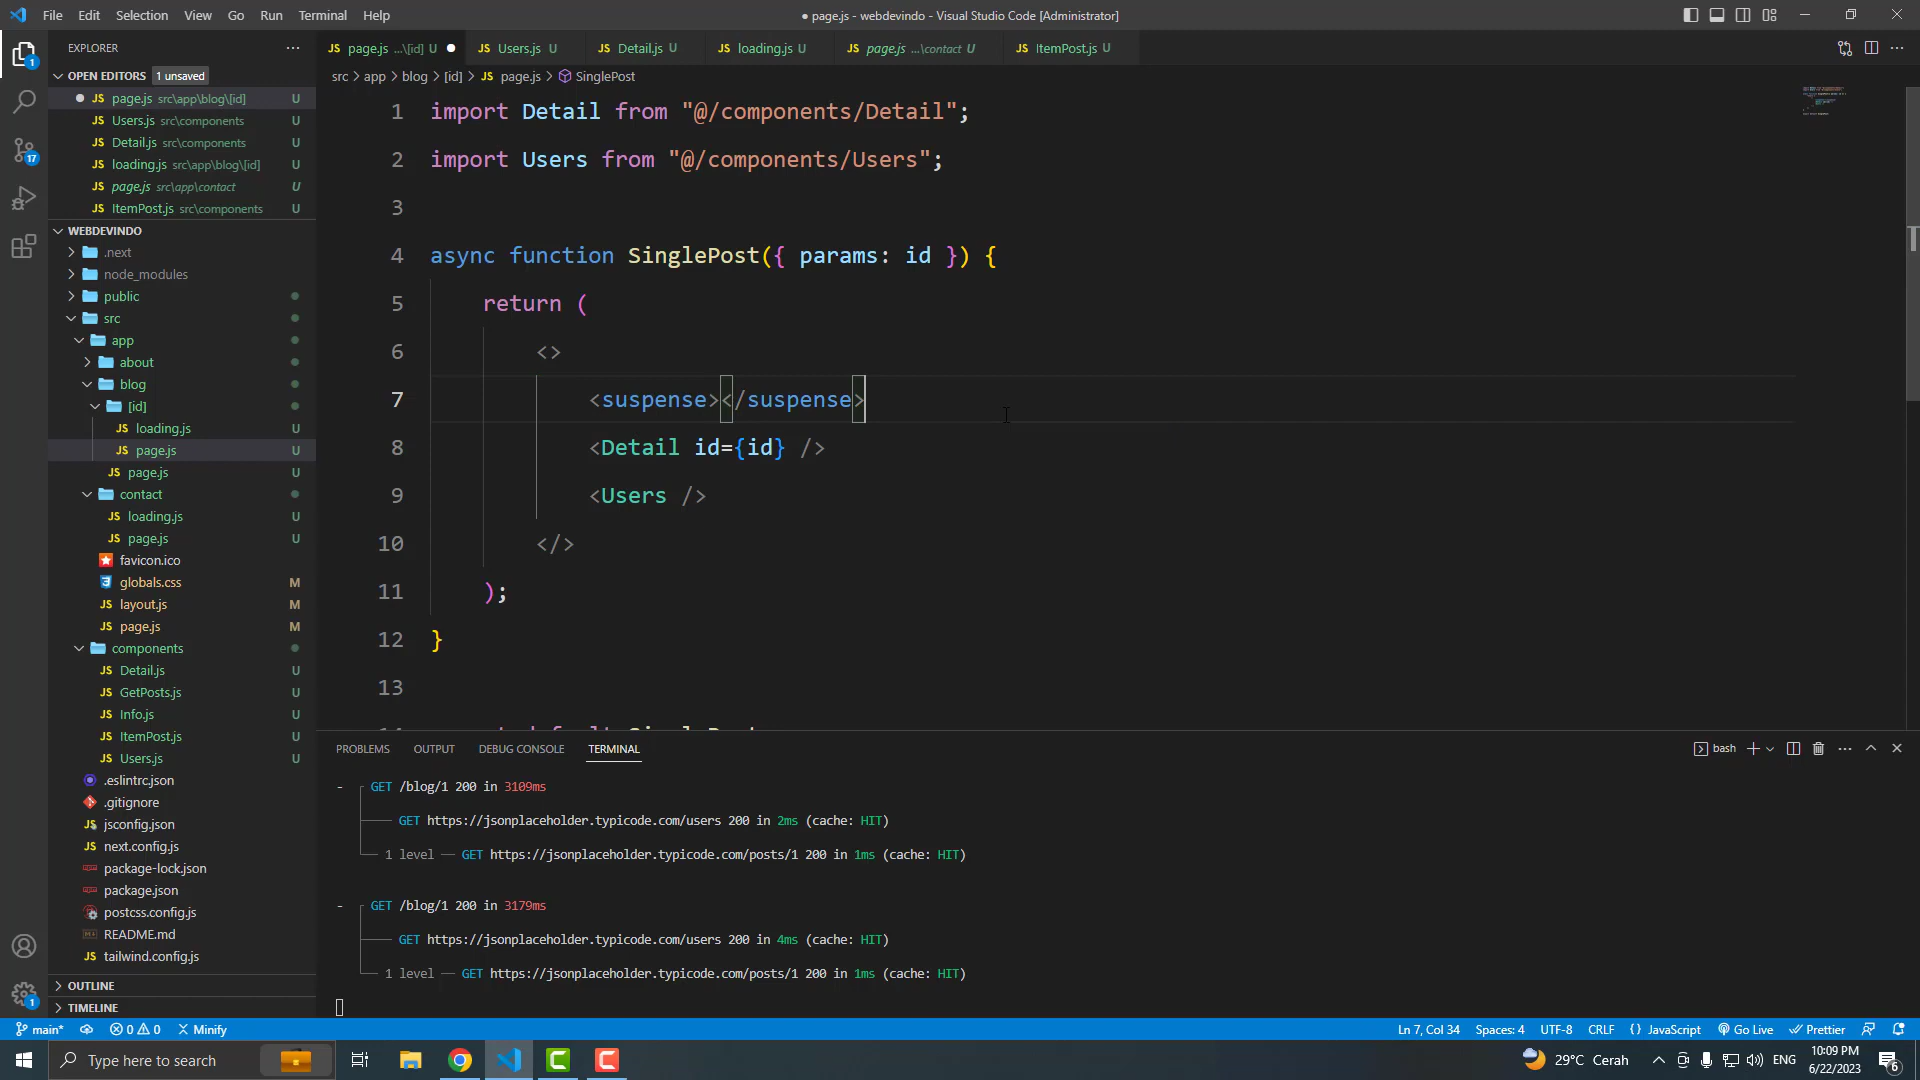 File Edit Selection View Go Run Terminal Help
● page.js - webdevindo - Visual Studio Code [Administrator]
EXPLORER
OPEN EDITORS 1 unsaved
page.js src\app\blog\[id] U
Users.js src\components U
Detail.js src\components U
loading.js src\app\blog\[id] U
page.js src\app\contact U
ItemPost.js src\components U
WEBDEVINDO
.next
node_modules
public
src
app
about
blog
[id]
loading.js U
page.js U
page.js U
contact
loading.js U
page.js U
favicon.ico
globals.css M
layout.js M
page.js M
components
Detail.js U
GetPosts.js U
Info.js U
ItemPost.js U
Users.js U
.eslintrc.json
.gitignore
jsconfig.json
next.config.js
package-lock.json
package.json
postcss.config.js
README.md
tailwind.config.js
OUTLINE
TIMELINE
page.js ...\[id] U Users.js U Detail.js U loading.js U page.js ...\contact U ItemPost.js U
src > app > blog > [id] > JS page.js > SinglePost
1 import Detail from "@/components/Detail";
2 import Users from "@/components/Users";
3
4 async function SinglePost({ params: id }) {
5 return (
6 <>
7 <suspense></suspense>
8 <Detail id={id} />
9 <Users />
10 </>
11 );
12 }
13
PROBLEMS OUTPUT DEBUG CONSOLE TERMINAL
bash
- GET /blog/1 200 in 3109ms
GET https://jsonplaceholder.typicode.com/users 200 in 2ms (cache: HIT)
1 level GET https://jsonplaceholder.typicode.com/posts/1 200 in 1ms (cache: HIT)
- GET /blog/1 200 in 3179ms
GET https://jsonplaceholder.typicode.com/users 200 in 4ms (cache: HIT)
1 level GET https://jsonplaceholder.typicode.com/posts/1 200 in 1ms (cache: HIT)
main* 0 0 Minify
Ln 7, Col 34 Spaces: 4 UTF-8 CRLF {} JavaScript Go Live Prettier
Type here to search
29°C Cerah ENG
10:09 PM
6/22/2023